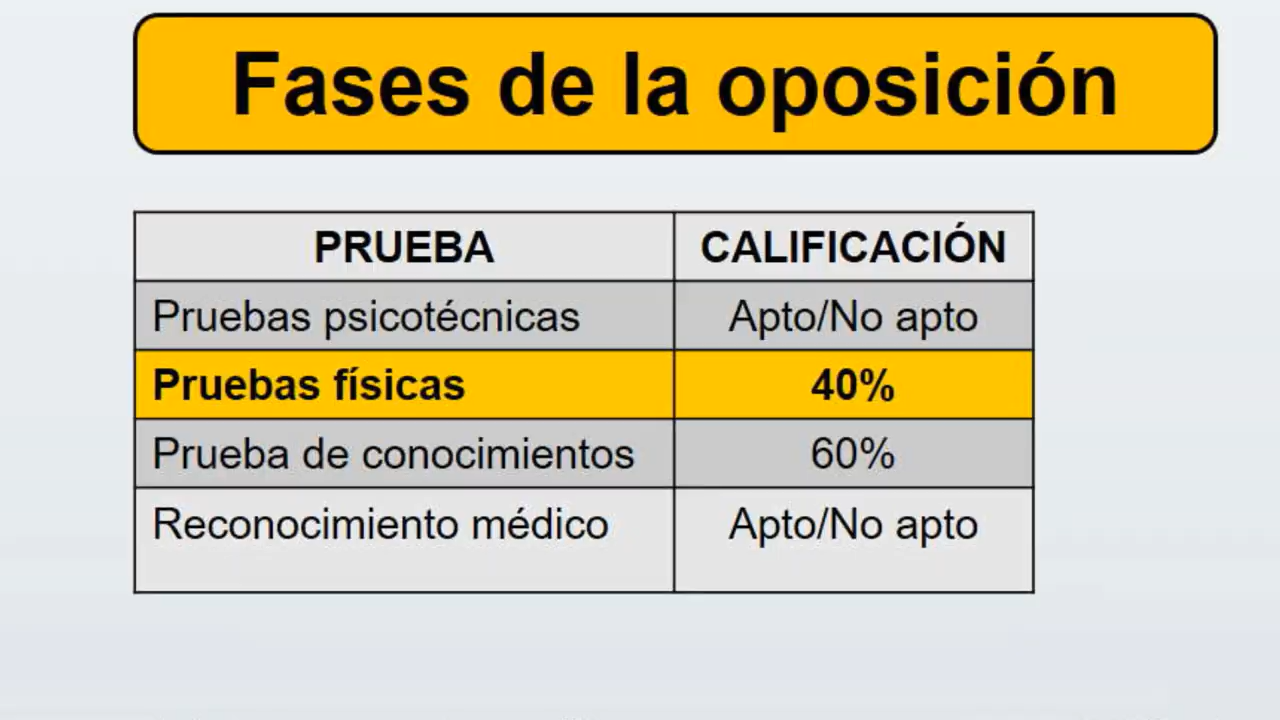 Fases de la oposición
PRUEBA CALIFICACIÓN
Pruebas psicotécnicas Apto/No apto
Pruebas físicas 40%
Prueba de conocimientos 60%
Reconocimiento médico Apto/No apto